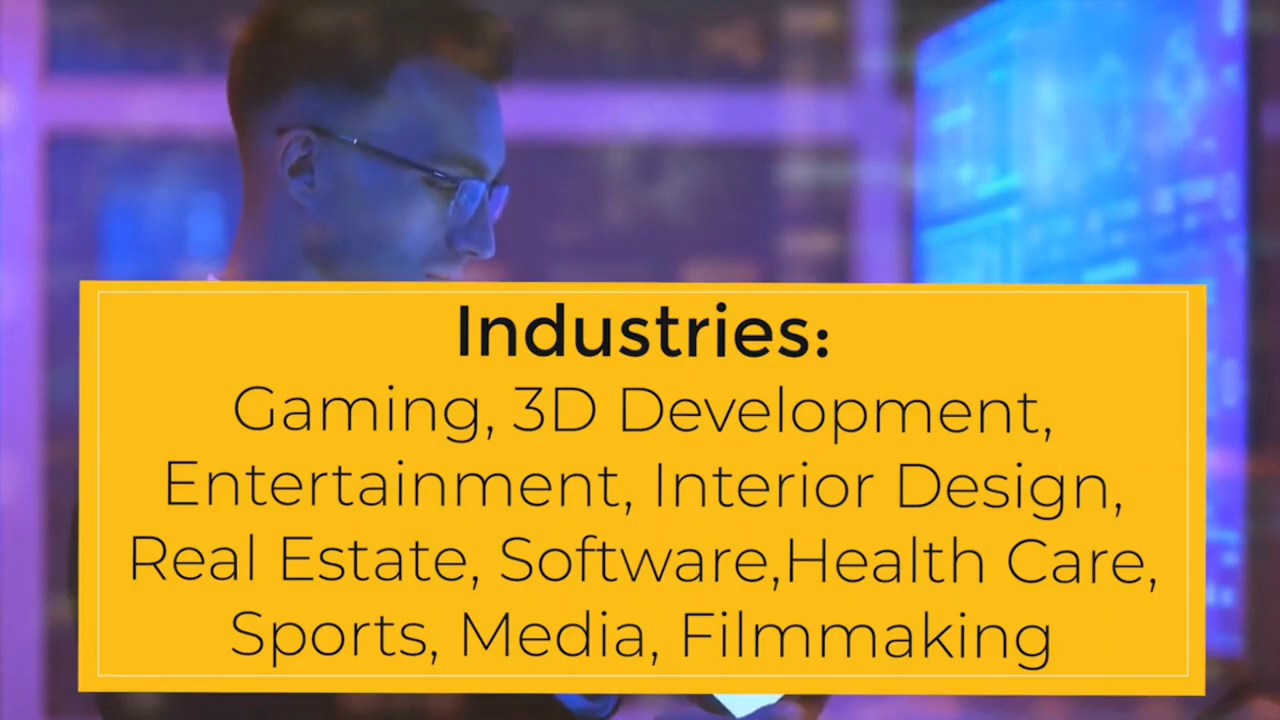 Industries:
Gaming, 3D Development,
Entertainment, Interior Design,
Real Estate, Software,Health Care,
Sports, Media, Filmmaking